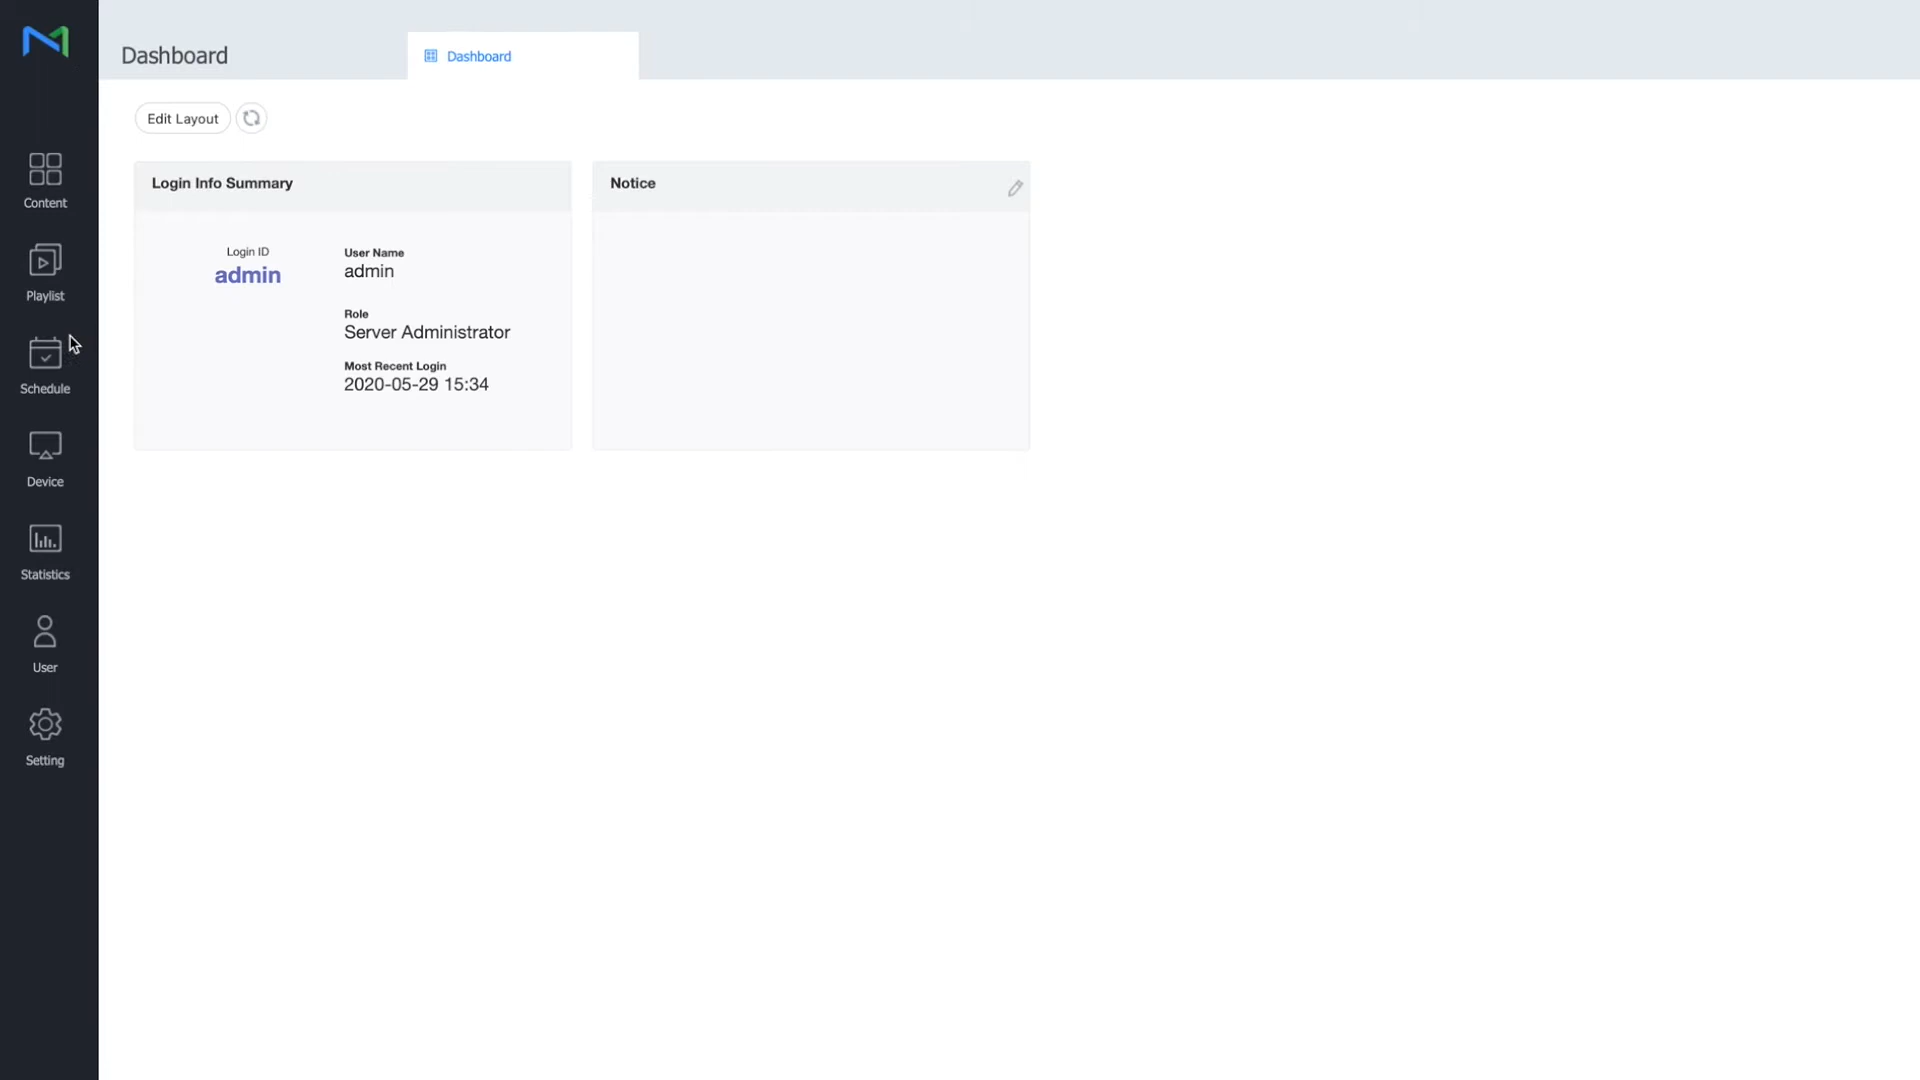 Dashboard
Dashboard
Edit Layout
Content
Playlist
Schedule
Device
Statistics
User
Setting
Login Info Summary
Login ID
admin
User Name
admin
Role
Server Administrator
Most Recent Login
2020-05-29 15:34
Notice